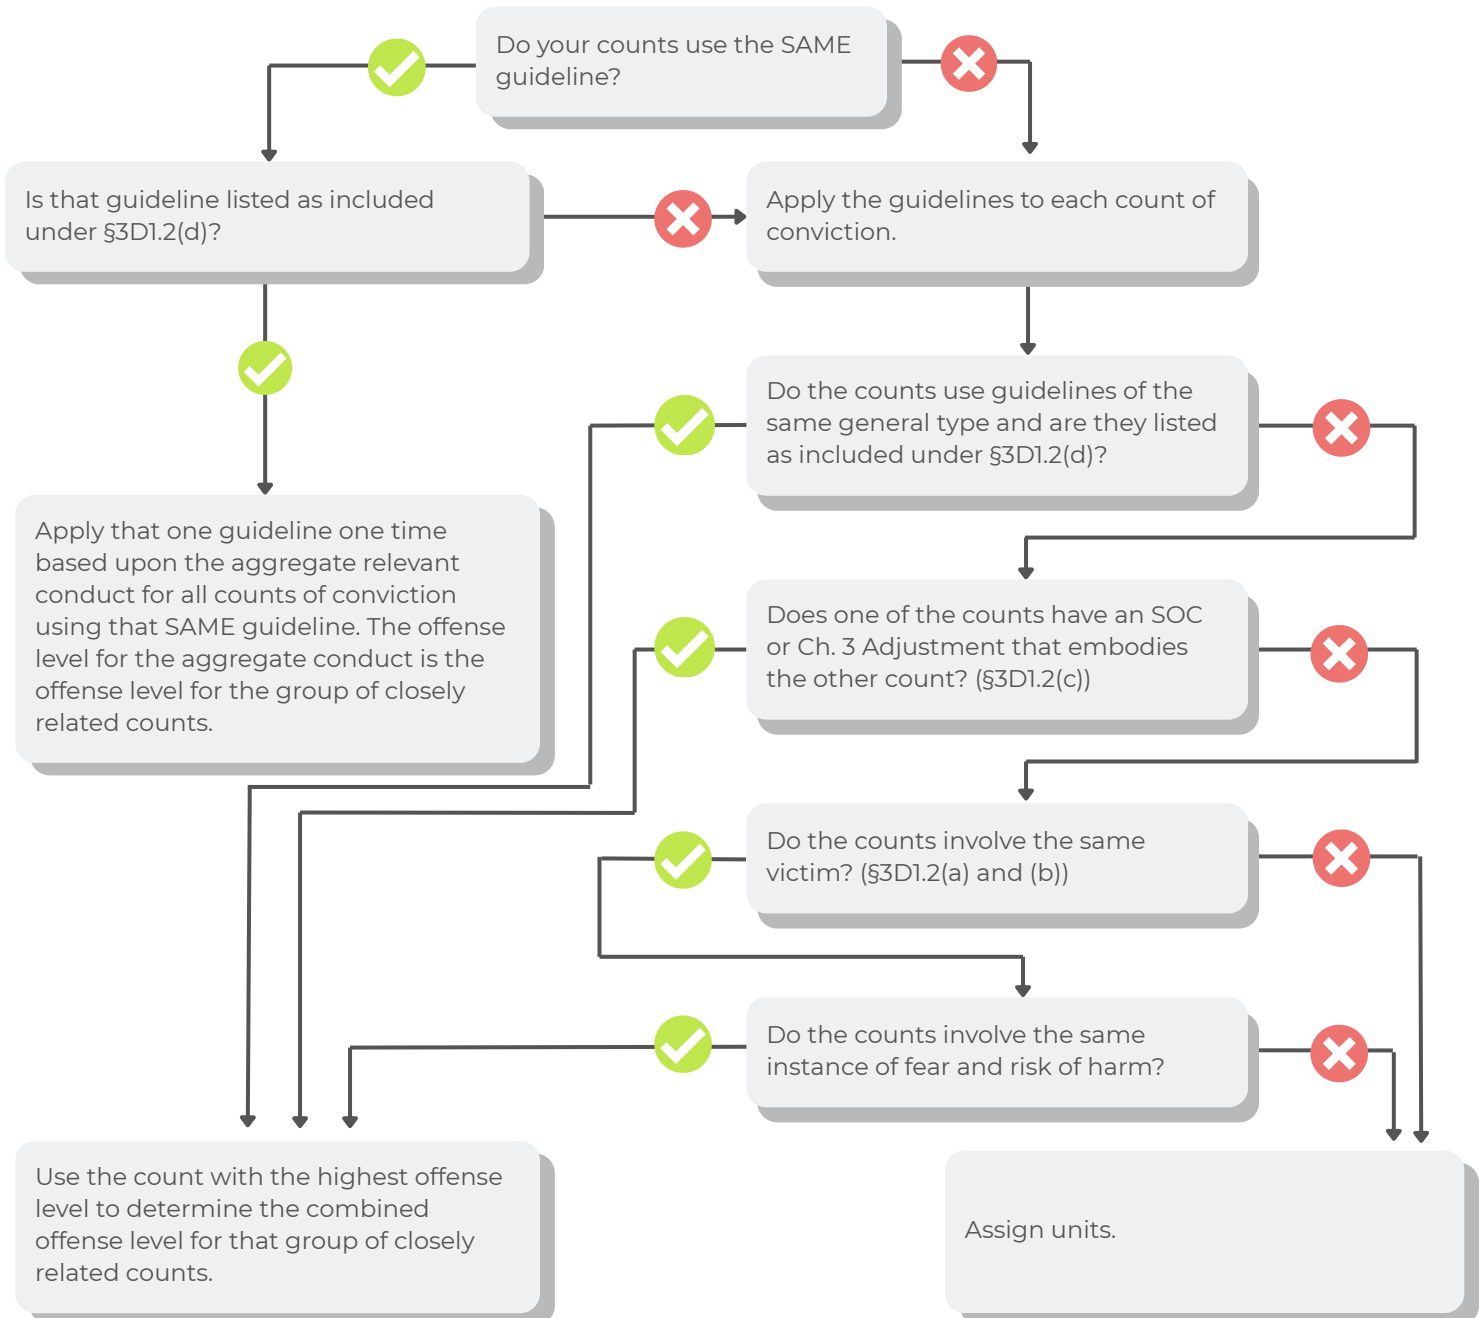 Do your counts use the SAME
guideline?
Is that guideline listed as included
under §3D1.2(d)?
Apply the guidelines to each count of
conviction.
Do the counts use guidelines of the
same general type and are they listed
as included under §3D1.2(d)?
Apply that one guideline one time
based upon the aggregate relevant
conduct for all counts of conviction
using that SAME guideline. The offense
level for the aggregate conduct is the
offense level for the group of closely
related counts.
Does one of the counts have an SOC
or Ch. 3 Adjustment that embodies
the other count? (§3D1.2(c))
Do the counts involve the same
victim? (§3D1.2(a) and (b))
Do the counts involve the same
instance of fear and risk of harm?
Use the count with the highest offense
level to determine the combined
offense level for that group of closely
related counts.
Assign units.